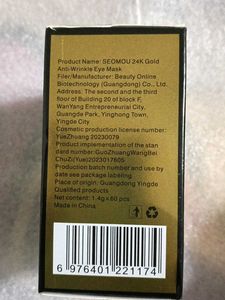 Product Name: SEOMOU 24K Gold
Anti-Wrinkle Eye Mask
Filer/Manufacturer: Beauty Online
Biotechnology (Guangdong) Co., Ltd.
Address: The second and the third
floor of Building 20 of block F,
WanYang Entrepreneuriai City,
Guangde Park, Yinghong Town,
Yingde City
Cosmetic production license number:
YueZhuang 20230079
Product implementation of the stan
dard number:GuoZhuangWangBei
ChuZi(Yue)2023017605
Production batch number and use by
date see package labeling
Place of origin: Guangdong Yingde
Qualified products
Net content: 1.4g×60 pcs
Made in China
6 976401 221174